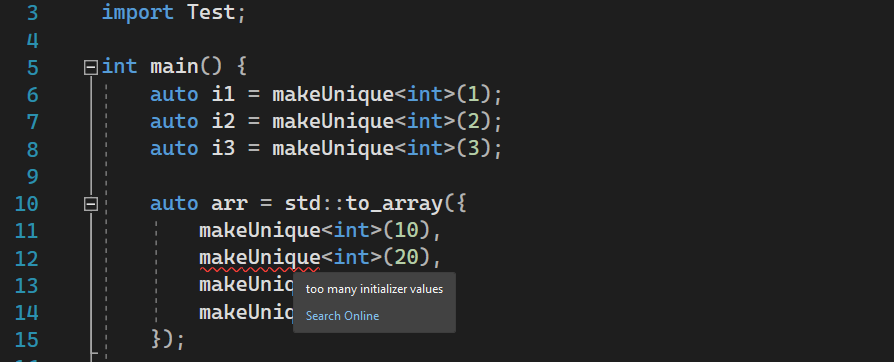 3 import Test;
4
5 int main() {
6 auto i1 = makeUnique<int>(1);
7 auto i2 = makeUnique<int>(2);
8 auto i3 = makeUnique<int>(3);
9
10 auto arr = std::to_array({
11 makeUnique<int>(10),
12 makeUnique<int>(20),
13 makeUniq
too many initializer values
14 makeUniq
Search Online
15 });